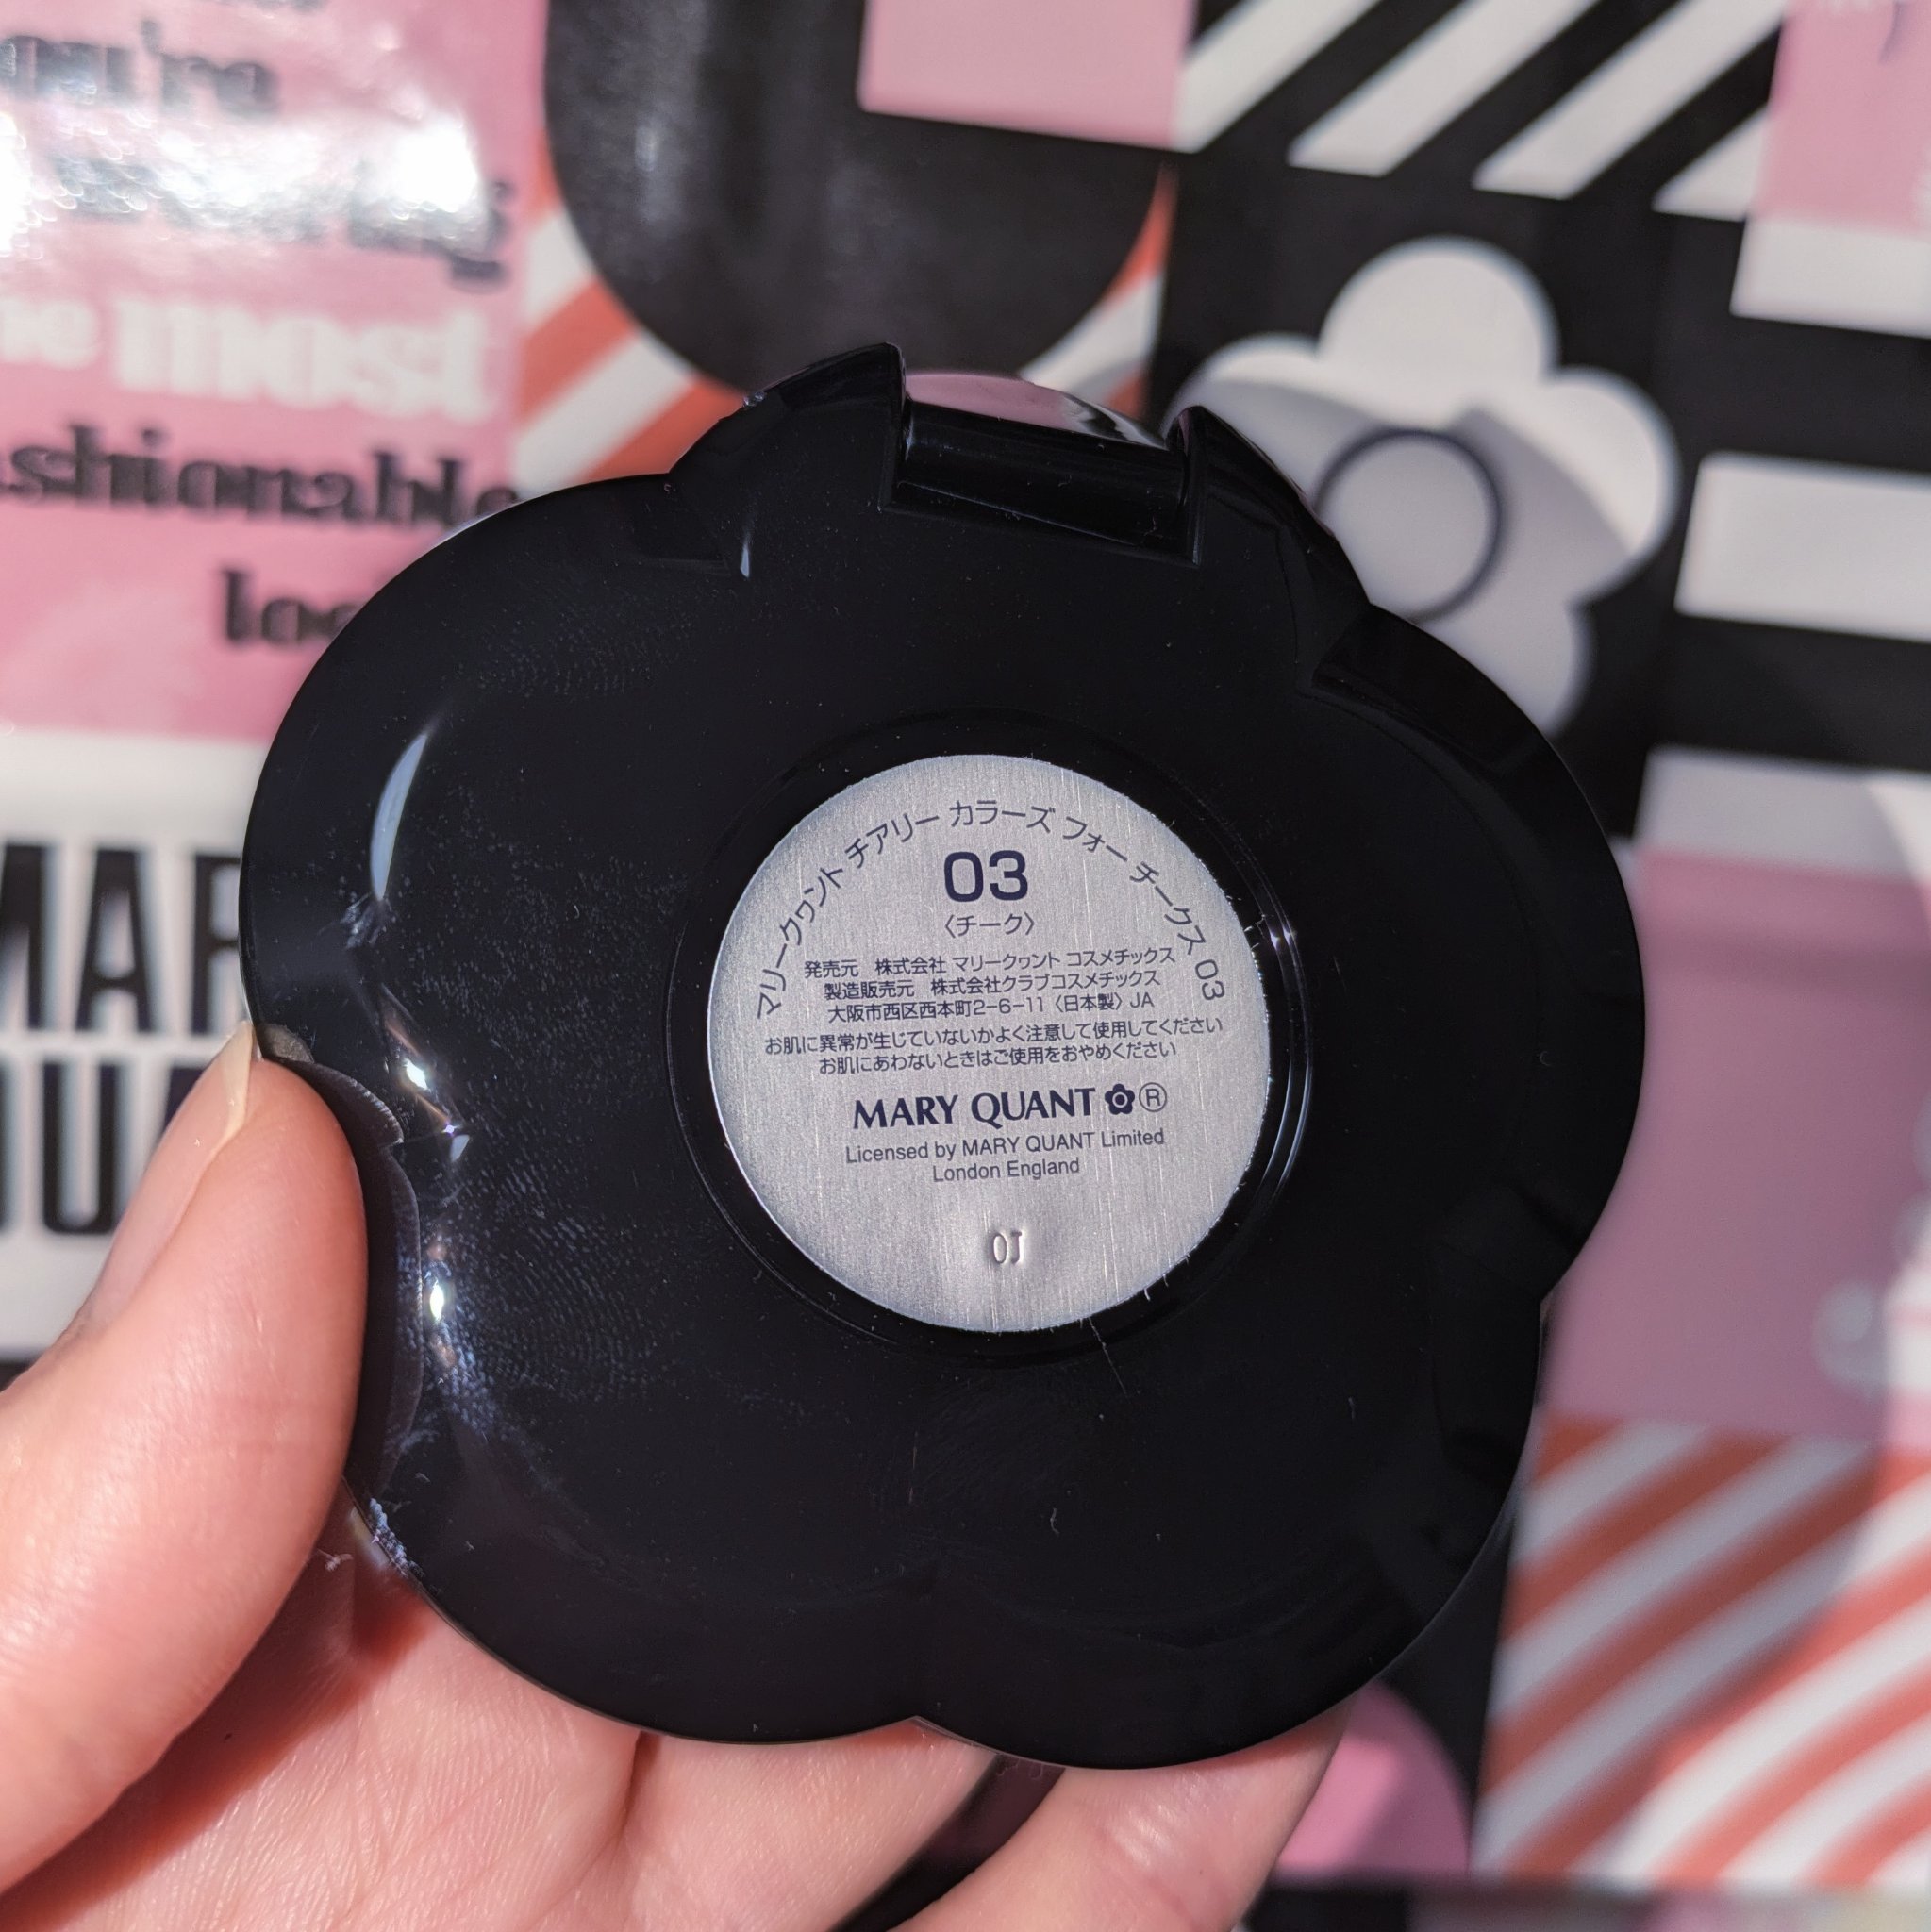 you're
most
fashionable
マリークヮント チアリー カラーズ フォー チークス 03
03
〈チーク〉
発売元 株式会社 マリークヮント コスメチックス
製造販売元 株式会社クラブコスメチックス
大阪市西区西本町2-6-11〈日本製〉JA
お肌に異常が生じていないかよく注意して使用してください
お肌にあわないときはご使用をおやめください
MARY QUANT ®
Licensed by MARY QUANT Limited
London England
0J